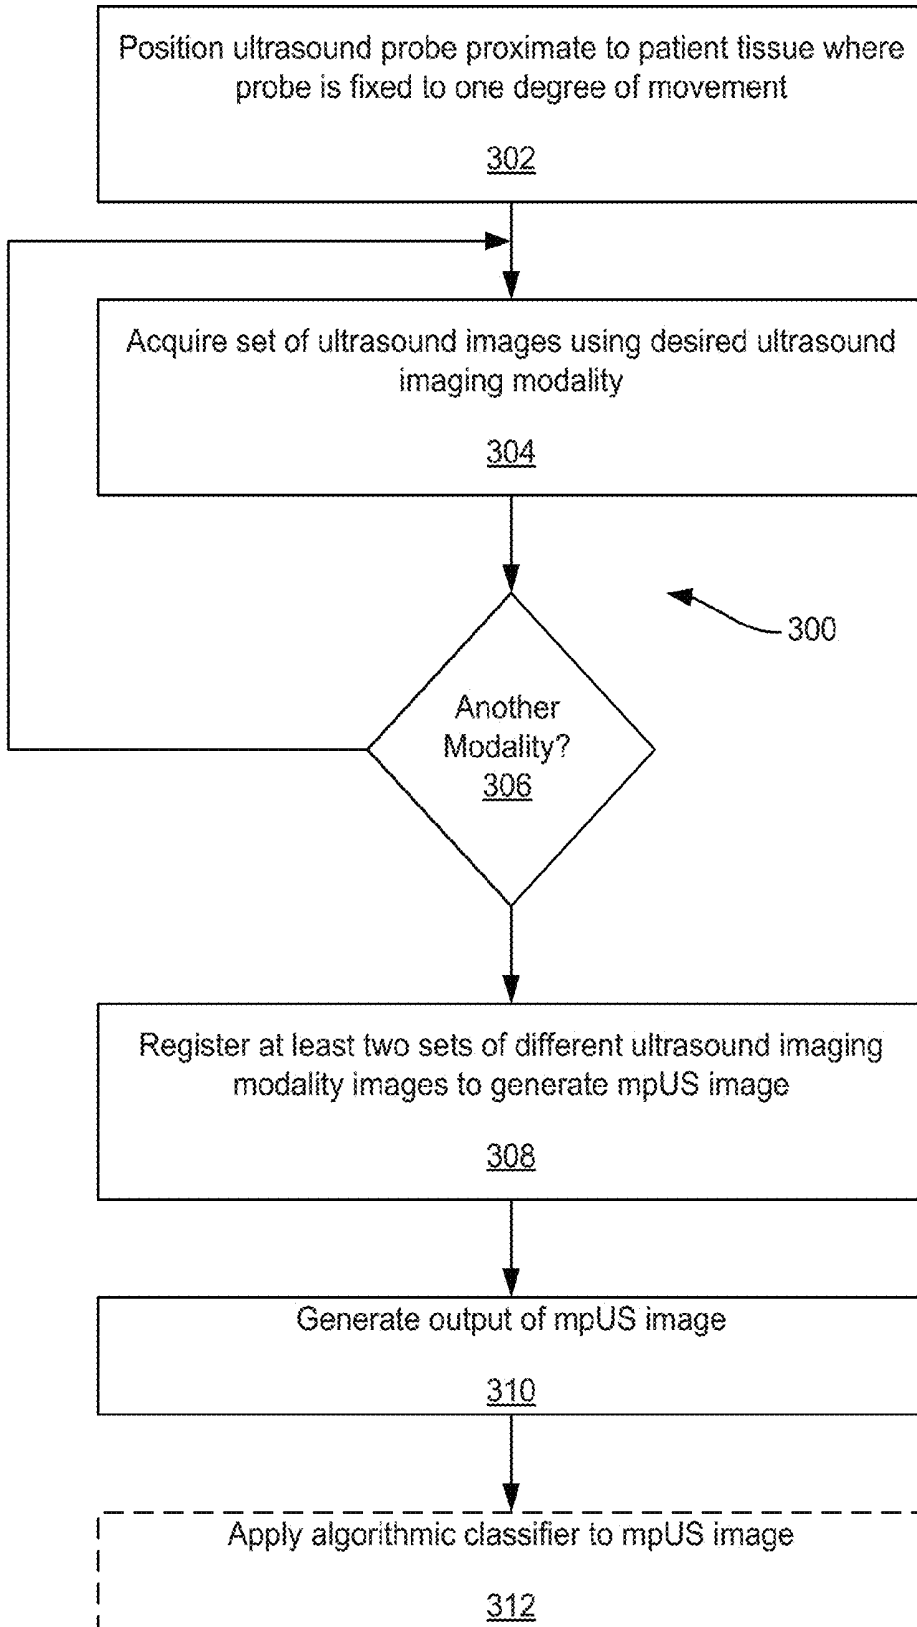 Position ultrasound probe proximate to patient tissue where
probe is fixed to one degree of movement
302
Acquire set of ultrasound images using desired ultrasound
imaging modality
304
300
Another
Modality?
306
Register at least two sets of different ultrasound imaging
modality images to generate mpUS image
308
Generate output of mpUS image
310
Apply algorithmic classifier to mpUS image
312